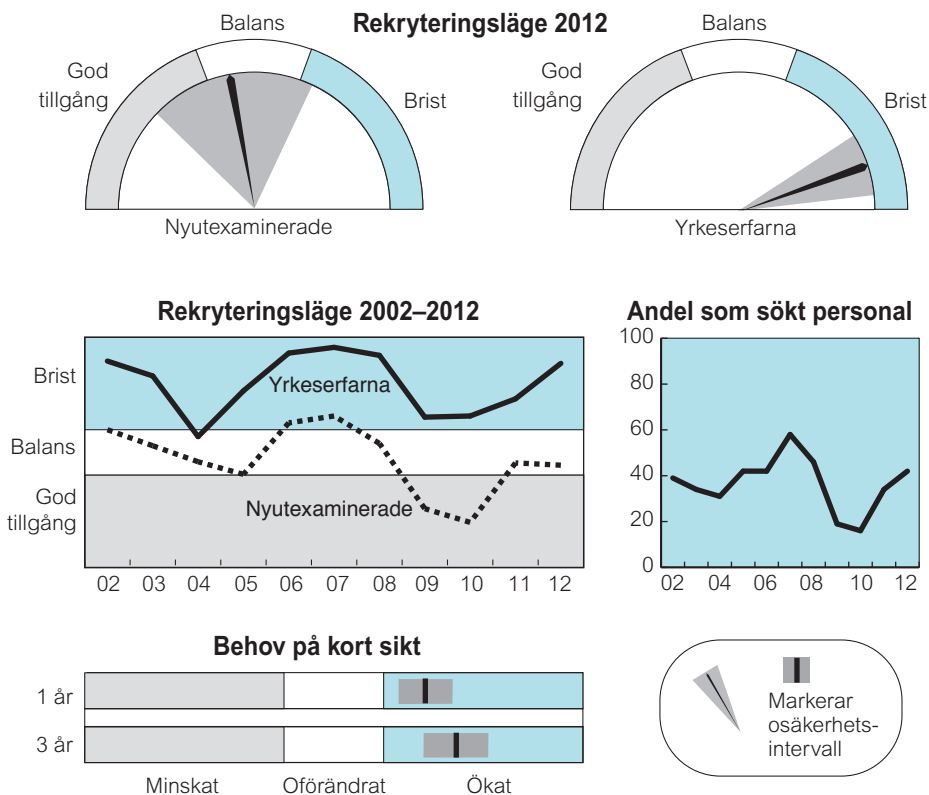 Rekryteringsläge 2012
Balans
God
tillgång
Brist
Nyutexaminerade
Balans
God
tillgång
Brist
Yrkeserfarna
Rekryteringsläge 2002–2012
Brist
Balans
God
tillgång
Yrkeserfarna
Nyutexaminerade
02 03 04 05 06 07 08 09 10 11 12
Andel som sökt personal
100
80
60
40
20
0
02 04 06 08 10 12
Behov på kort sikt
1 år
3 år
Minskat Oförändrat Ökat
Markerar
osäkerhets-
intervall